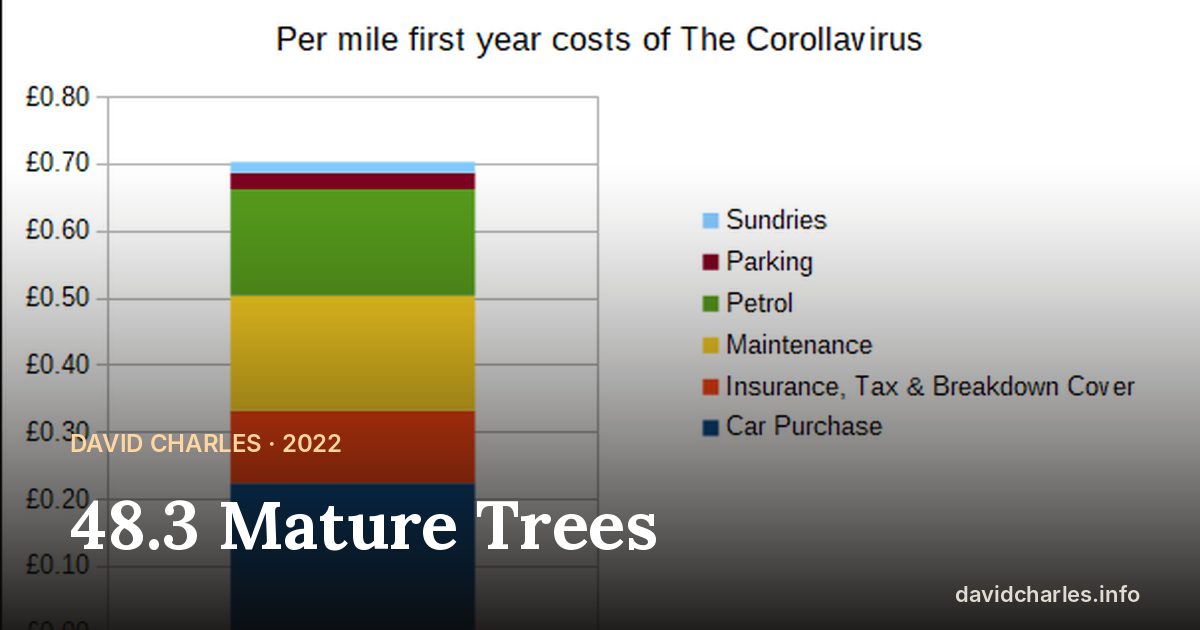 Per mile first year costs of The Corollavirus
£0.80
£0.70
£0.60
£0.50
£0.40
£0.30
£0.20
£0.10
£0.00
Sundries
Parking
Petrol
Maintenance
Insurance, Tax & Breakdown Cover
Car Purchase
DAVID CHARLES · 2022
48.3 Mature Trees
davidcharles.info